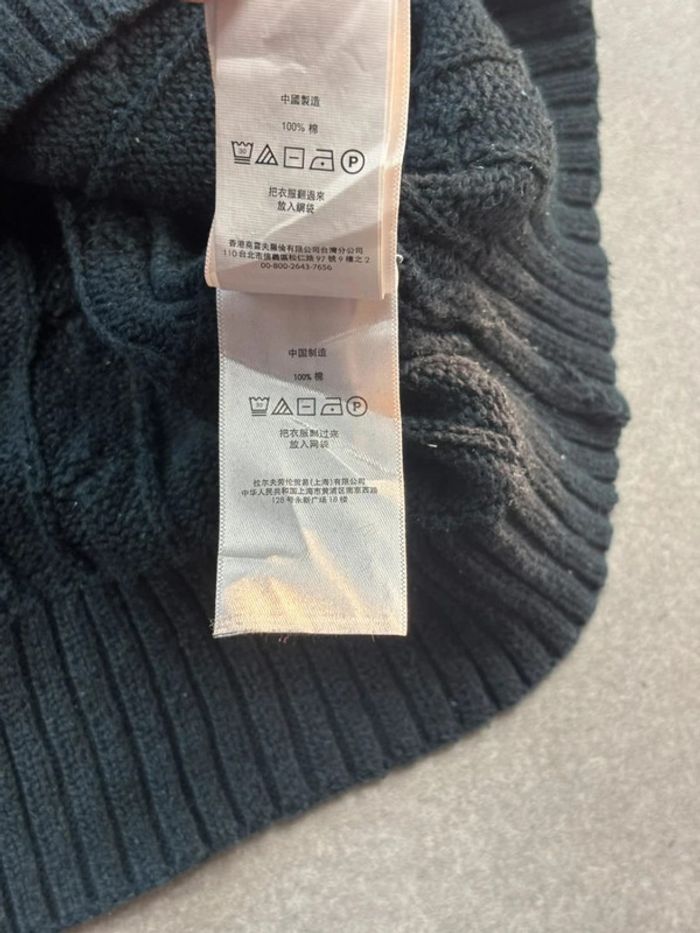 中國製造
100% 棉
30
P
把衣服翻過來
放入網袋
香港商雷夫羅倫有限公司台灣分公司
110台北市信義區松仁路97號9樓之2
00-800-2643-7656
中国制造
100% 棉
30
P
把衣服翻过来
放入网袋
拉尔夫劳伦贸易(上海)有限公司
中华人民共和国上海市黄浦区南京西路
128号永新广场18楼